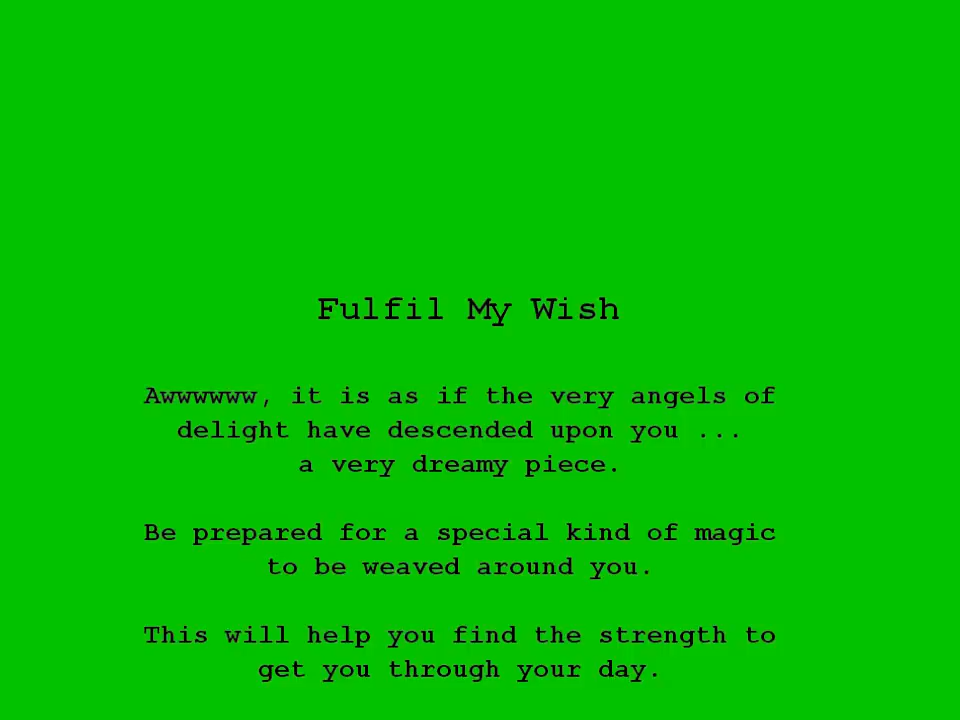 Fulfil My Wish
Awwwwww, it is as if the very angels of
delight have descended upon you ...
a very dreamy piece.
Be prepared for a special kind of magic
to be weaved around you.
This will help you find the strength to
get you through your day.